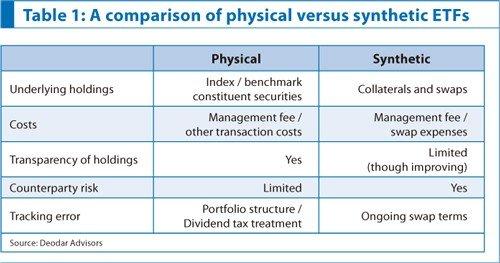 Table 1: A comparison of physical versus synthetic ETFs
Physical Synthetic
Underlying holdings Index / benchmark constituent securities Collaterals and swaps
Costs Management fee / other transaction costs Management fee / swap expenses
Transparency of holdings Yes Limited (though improving)
Counterparty risk Limited Yes
Tracking error Portfolio structure / Dividend tax treatment Ongoing swap terms
Source: Deodar Advisors